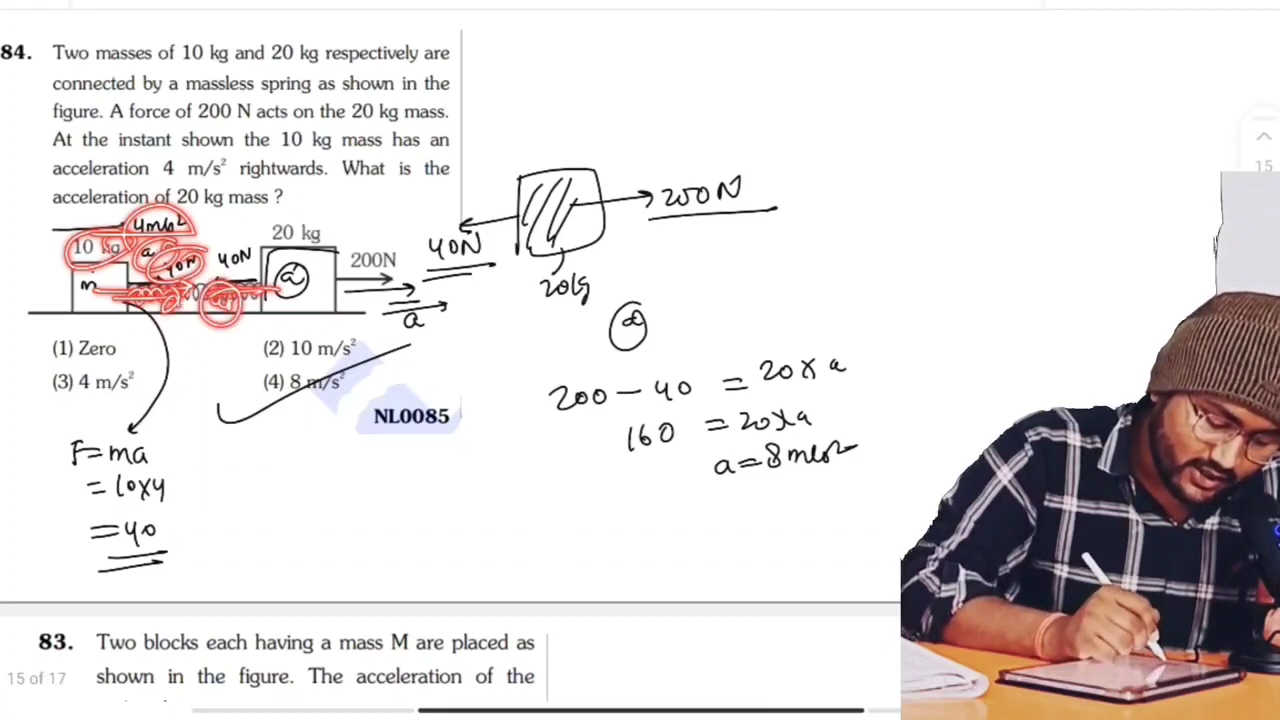 84. Two masses of 10 kg and 20 kg respectively are
connected by a massless spring as shown in the
figure. A force of 200 N acts on the 20 kg mass.
At the instant shown the 10 kg mass has an
acceleration 4 m/s² rightwards. What is the
acceleration of 20 kg mass ?
4m/s²
10 kg
a
40N
40N
20 kg
200N
m
a
a
40N
200N
20kg
a
(1) Zero
(2) 10 m/s²
(3) 4 m/s²
(4) 8 m/s²
NL0085
F=ma
=10×4
=40
200-40 = 20×a
160 = 20×a
a=8m/s²
83. Two blocks each having a mass M are placed as
15 of 17
shown in the figure. The acceleration of the
15